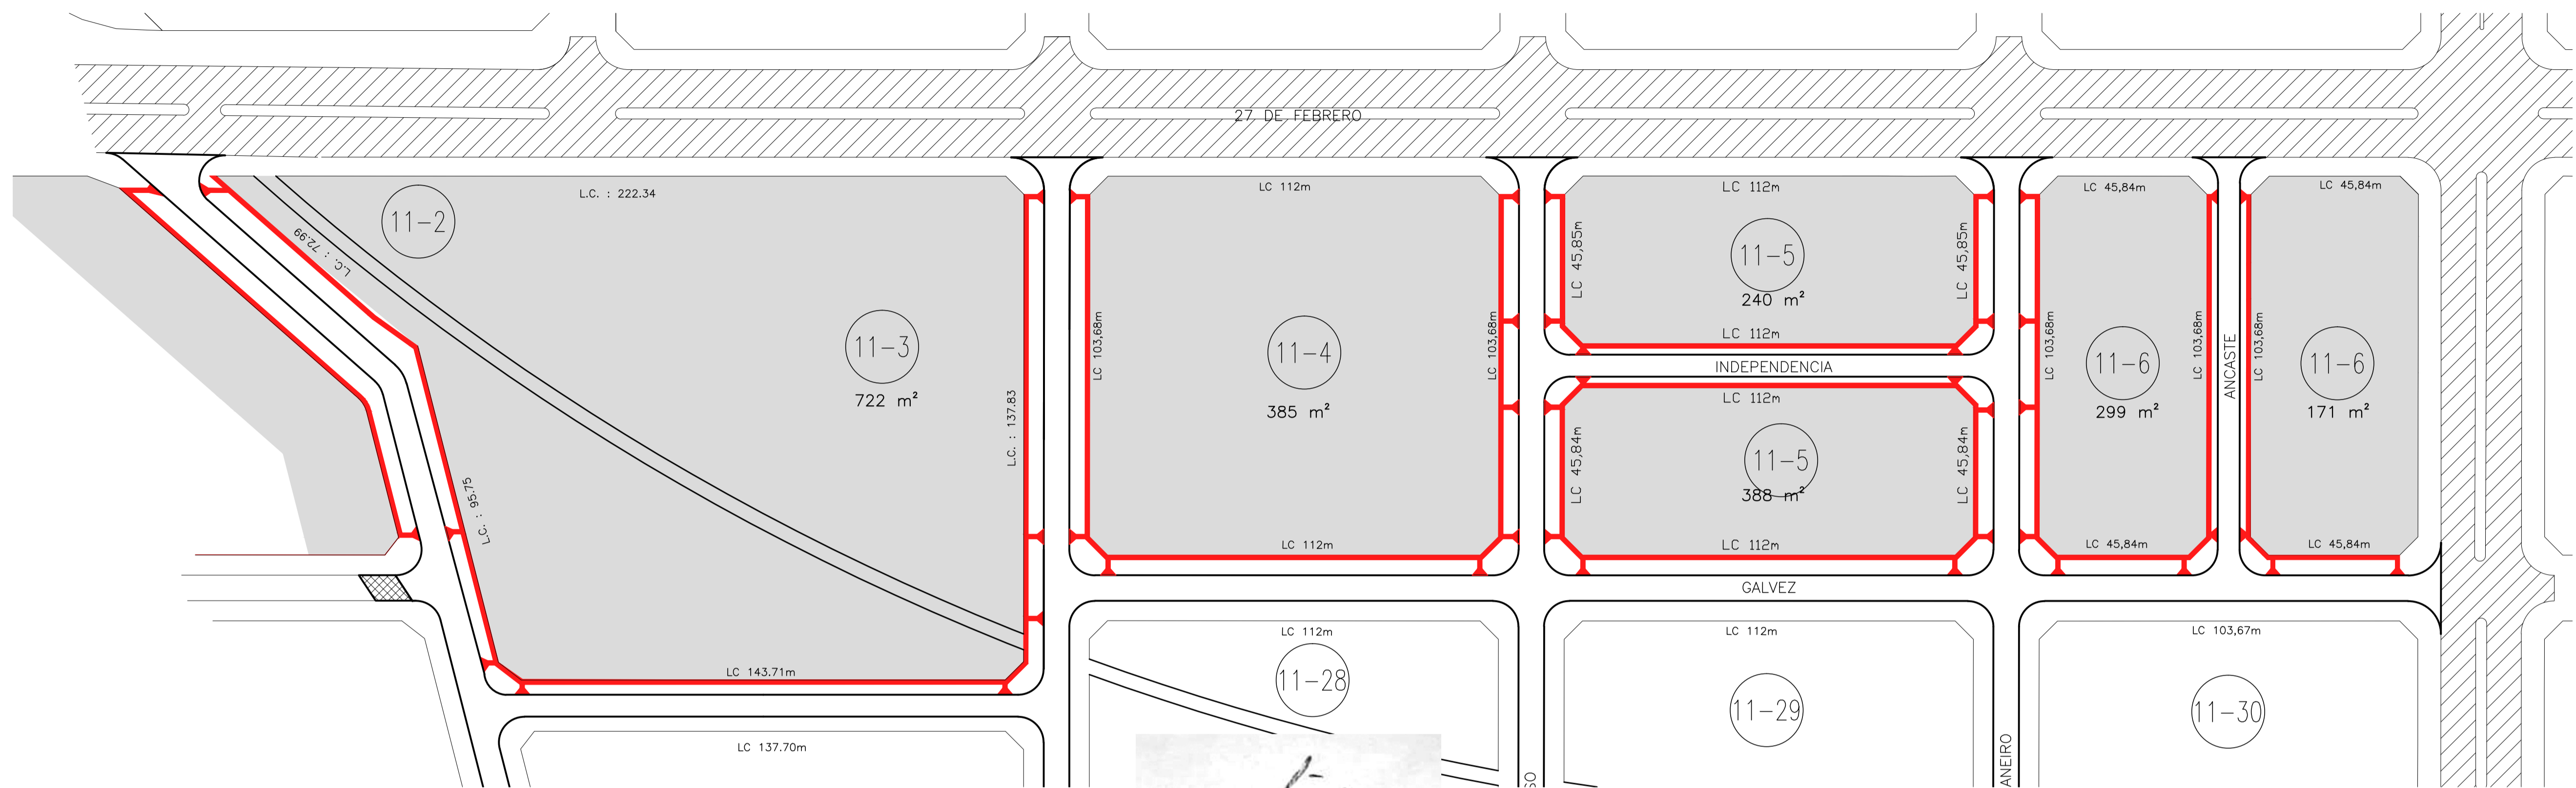 27 DE FEBRERO
11-2
L.C. : 222.34
L.C. : 72.99
11-3
722 m²
L.C. : 137.83
L.C. : 95.75
LC 143.71m
LC 137.70m
LC 112m
LC 103,68m
11-4
385 m²
LC 103,68m
LC 112m
LC 112m
LC 45,85m
11-5
240 m²
LC 45,85m
LC 112m
INDEPENDENCIA
LC 112m
LC 45,84m
11-5
388 m²
LC 45,84m
LC 112m
LC 45,84m
LC 103,68m
11-6
299 m²
LC 103,68m
LC 45,84m
ANCASTE
LC 45,84m
LC 103,68m
11-6
171 m²
LC 45,84m
GALVEZ
LC 112m
11-28
SO
LC 112m
11-29
ANEIRO
LC 103,67m
11-30